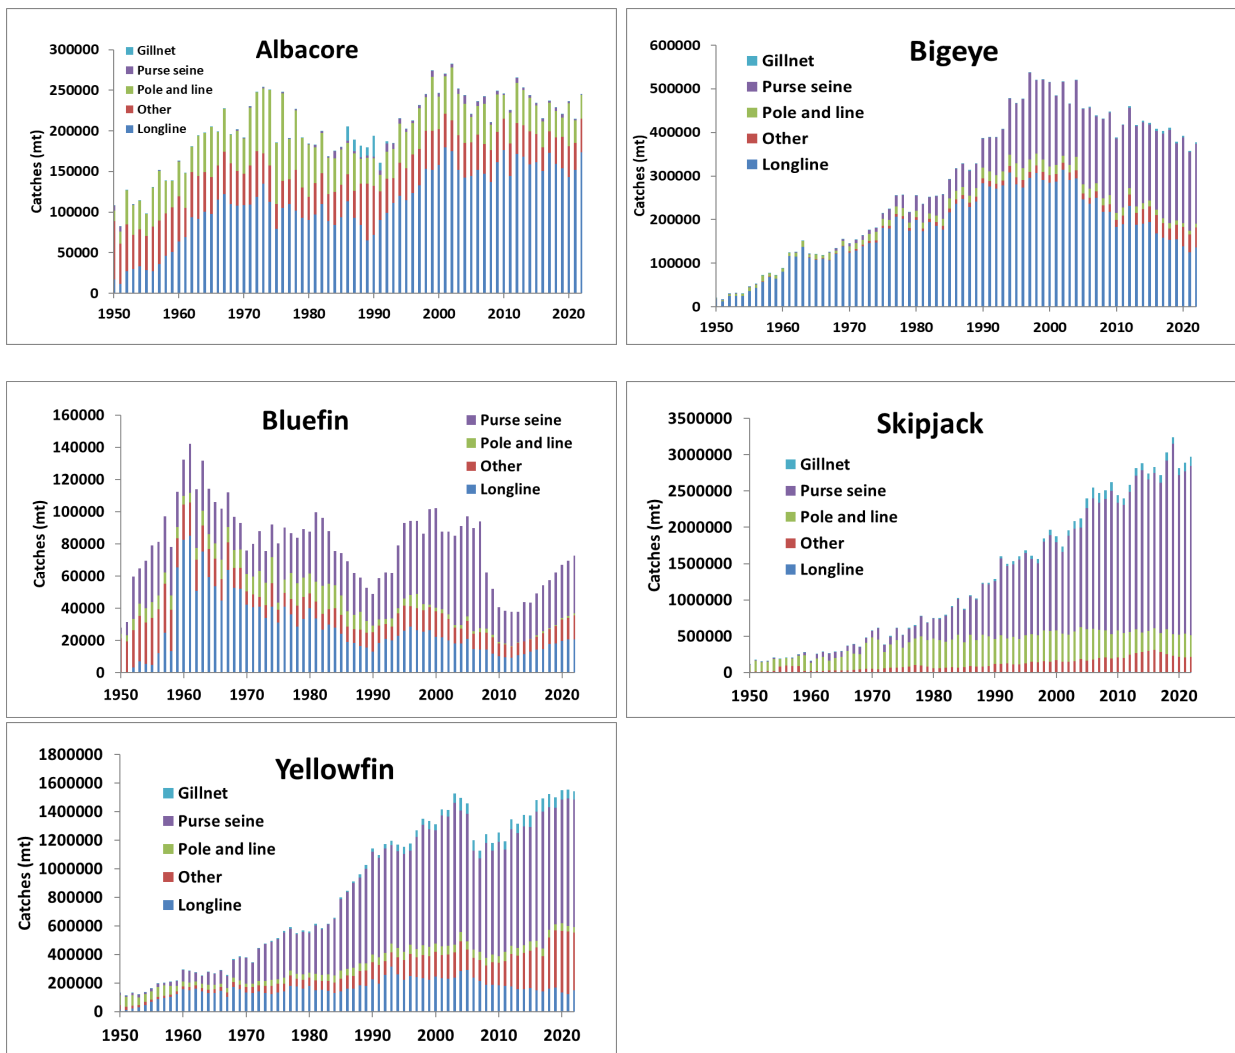 Albacore
Catches (mt)
300000
250000
200000
150000
100000
50000
0
Gillnet
Purse seine
Pole and line
Other
Longline
1950 1960 1970 1980 1990 2000 2010 2020
Bigeye
Catches (mt)
600000
500000
400000
300000
200000
100000
0
Gillnet
Purse seine
Pole and line
Other
Longline
1950 1960 1970 1980 1990 2000 2010 2020
Bluefin
Catches (mt)
160000
140000
120000
100000
80000
60000
40000
20000
0
Purse seine
Pole and line
Other
Longline
1950 1960 1970 1980 1990 2000 2010 2020
Skipjack
Catches (mt)
3500000
3000000
2500000
2000000
1500000
1000000
500000
0
Gillnet
Purse seine
Pole and line
Other
Longline
1950 1960 1970 1980 1990 2000 2010 2020
Yellowfin
Catches (mt)
1800000
1600000
1400000
1200000
1000000
800000
600000
400000
200000
0
Gillnet
Purse seine
Pole and line
Other
Longline
1950 1960 1970 1980 1990 2000 2010 2020